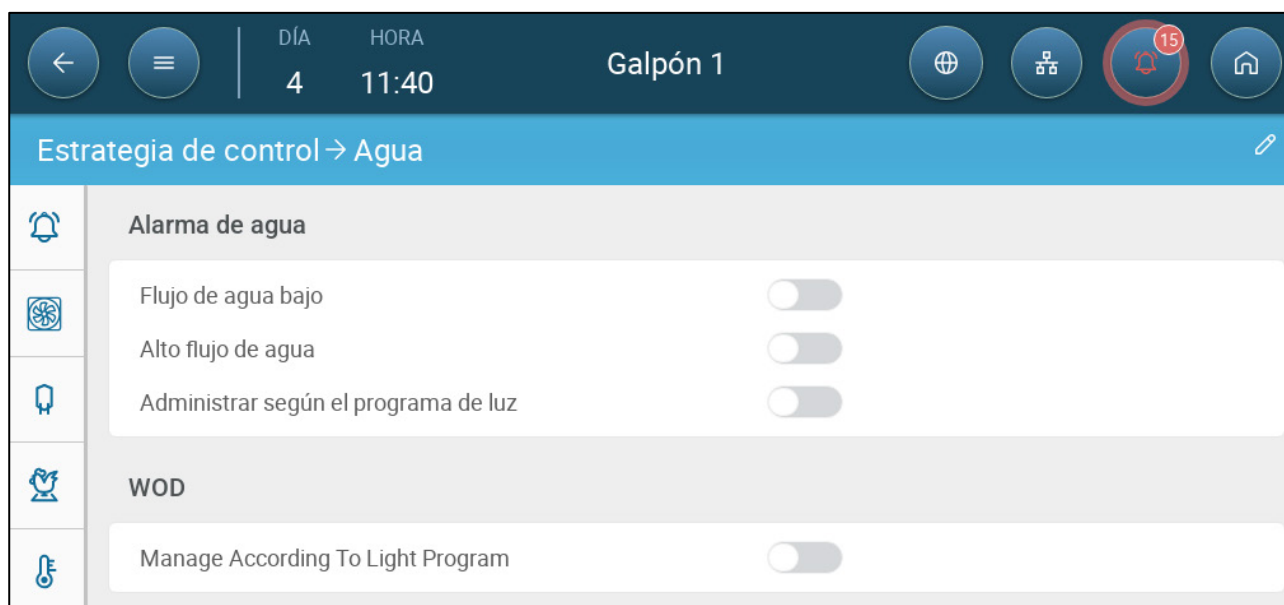 DÍA HORA
4 11:40
Galpón 1
15
Estrategia de control → Agua
Alarma de agua
Flujo de agua bajo
Alto flujo de agua
Administrar según el programa de luz
WOD
Manage According To Light Program